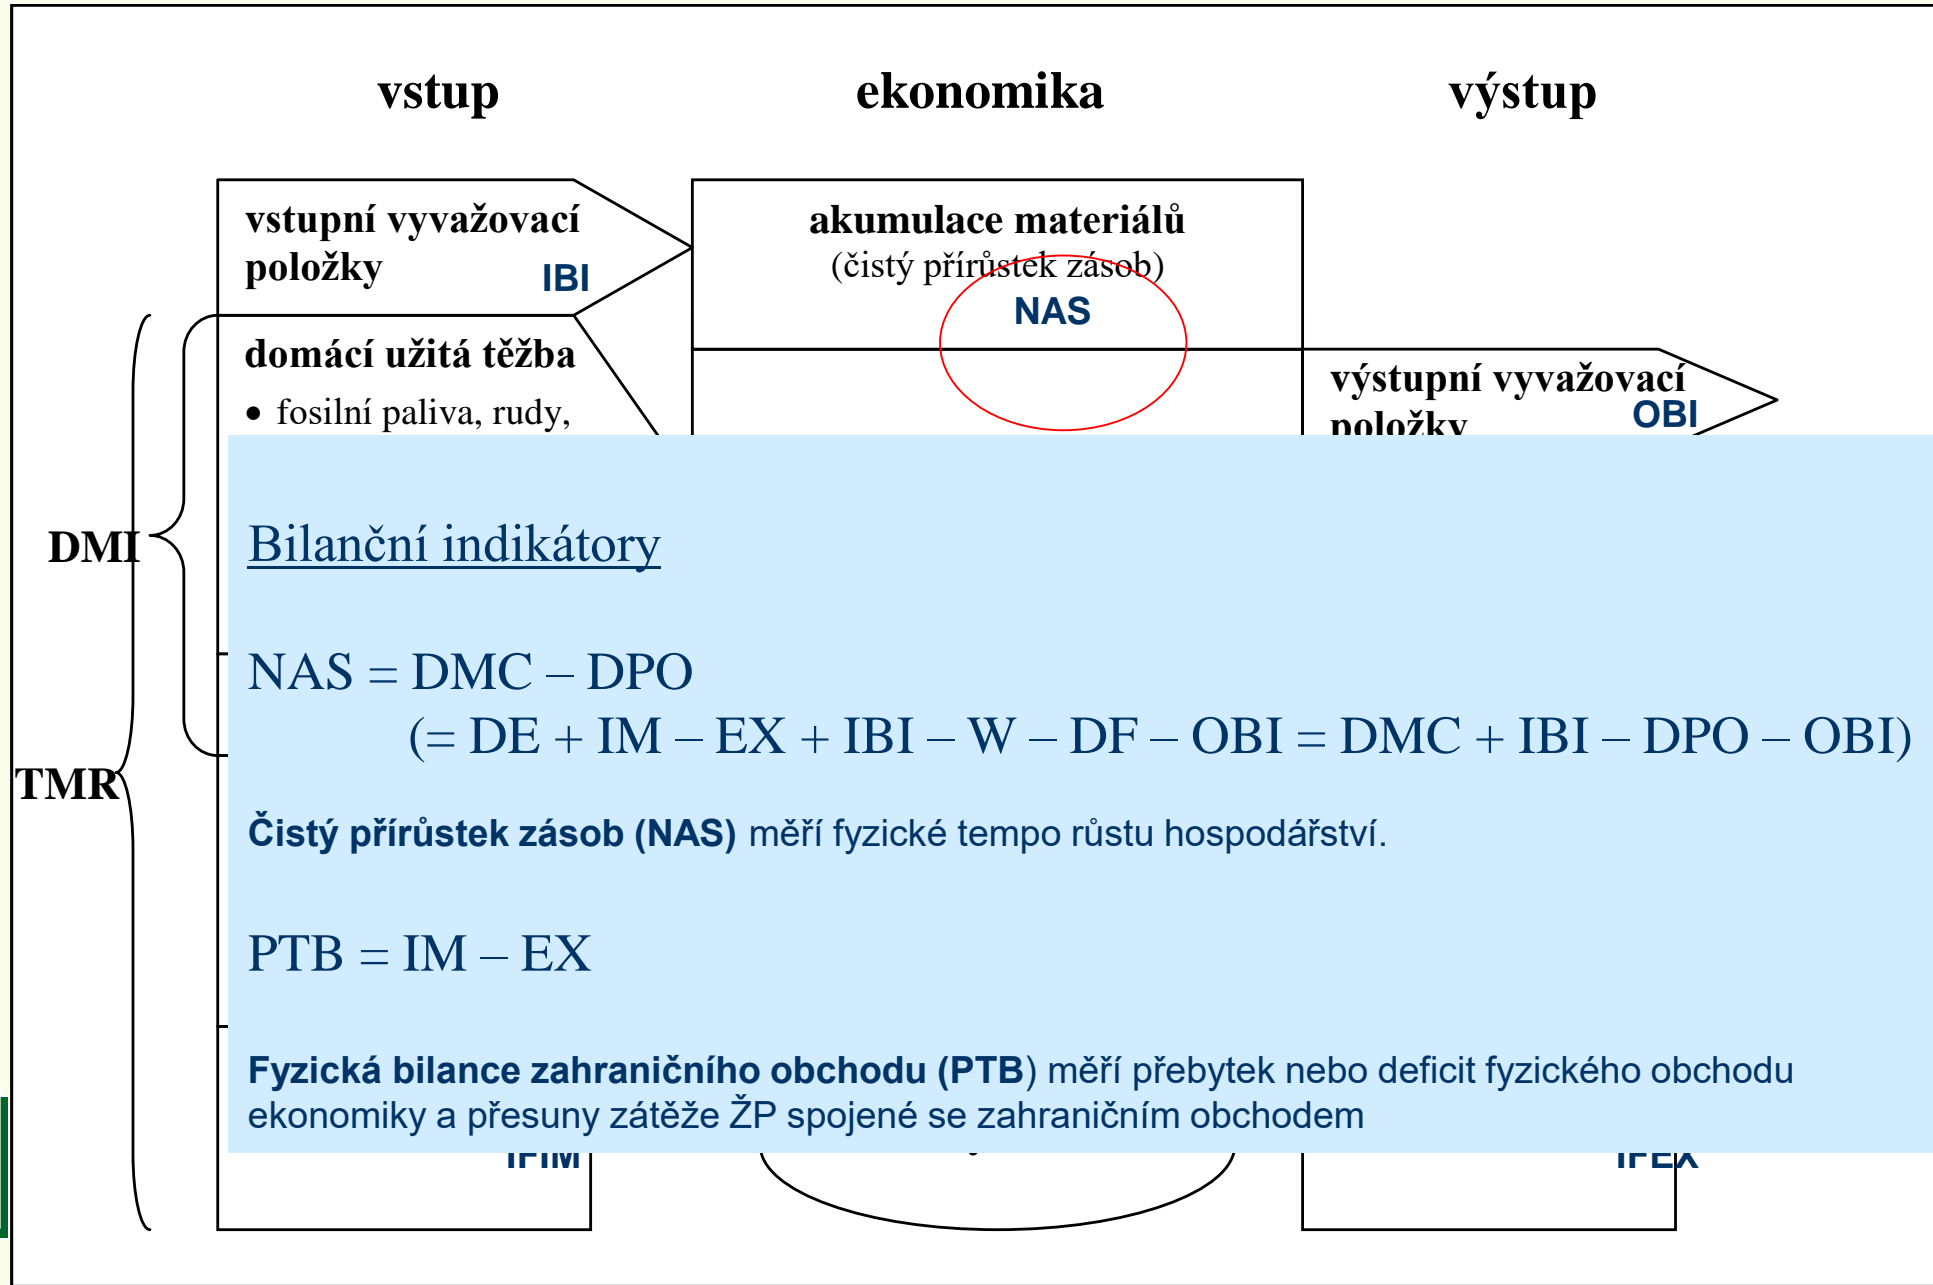 vstup ekonomika výstup
vstupní vyvažovací
položky IBI
akumulace materiálů
(čistý přírůstek zásob)
NAS
domácí užitá těžba
• fosilní paliva, rudy,
výstupní vyvažovací
položky OBI
DMI
TMR
Bilanční indikátory
NAS = DMC – DPO
(= DE + IM – EX + IBI – W – DF – OBI = DMC + IBI – DPO – OBI)
Čistý přírůstek zásob (NAS) měří fyzické tempo růstu hospodářství.
PTB = IM – EX
Fyzická bilance zahraničního obchodu (PTB) měří přebytek nebo deficit fyzického obchodu
ekonomiky a přesuny zátěže ŽP spojené se zahraničním obchodem
IFIM IFEX